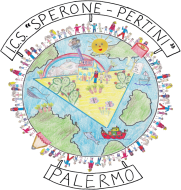 I.C.S. "SPERONE-PERTINI"
PALERMO